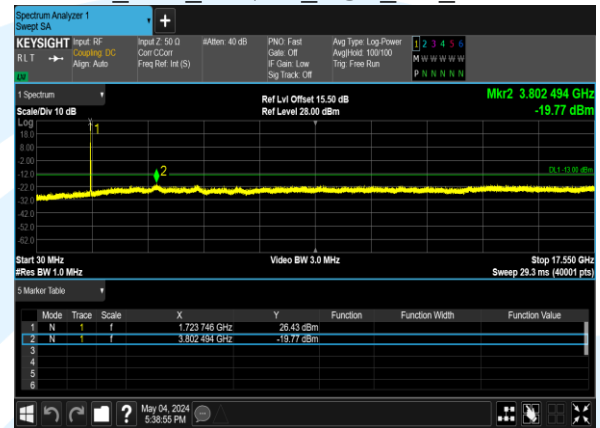 Spectrum Analyzer 1
Swept SA
KEYSIGHT Input: RF Input Z: 50 Ω #Atten: 40 dB PNO: Fast Avg Type: Log-Power 1 2 3 4 5 6
R L T Coupling: DC Corr CCorr Gate: Off Avg|Hold: 100/100 M W W W W W
Align: Auto Freq Ref: Int (S) IF Gain: Low Trig: Free Run
Sig Track: Off P N N N N N
1 Spectrum Mkr2 3.802 494 GHz
Ref Lvl Offset 15.50 dB
Scale/Div 10 dB Ref Level 28.00 dBm -19.77 dBm
Log
1
18.0
8.00
-2.00
-12.0 2 DL1 -13.00 dBm
-22.0
-32.0
-42.0
-52.0
-62.0
Start 30 MHz Video BW 3.0 MHz Stop 17.550 GHz
#Res BW 1.0 MHz Sweep 29.3 ms (40001 pts)
5 Marker Table
Mode Trace Scale X Y Function Function Width Function Value
1 N 1 f 1.723 746 GHz 26.43 dBm
2 N 1 f 3.802 494 GHz -19.77 dBm
3
4
5
6
? May 04, 2024
5:38:55 PM